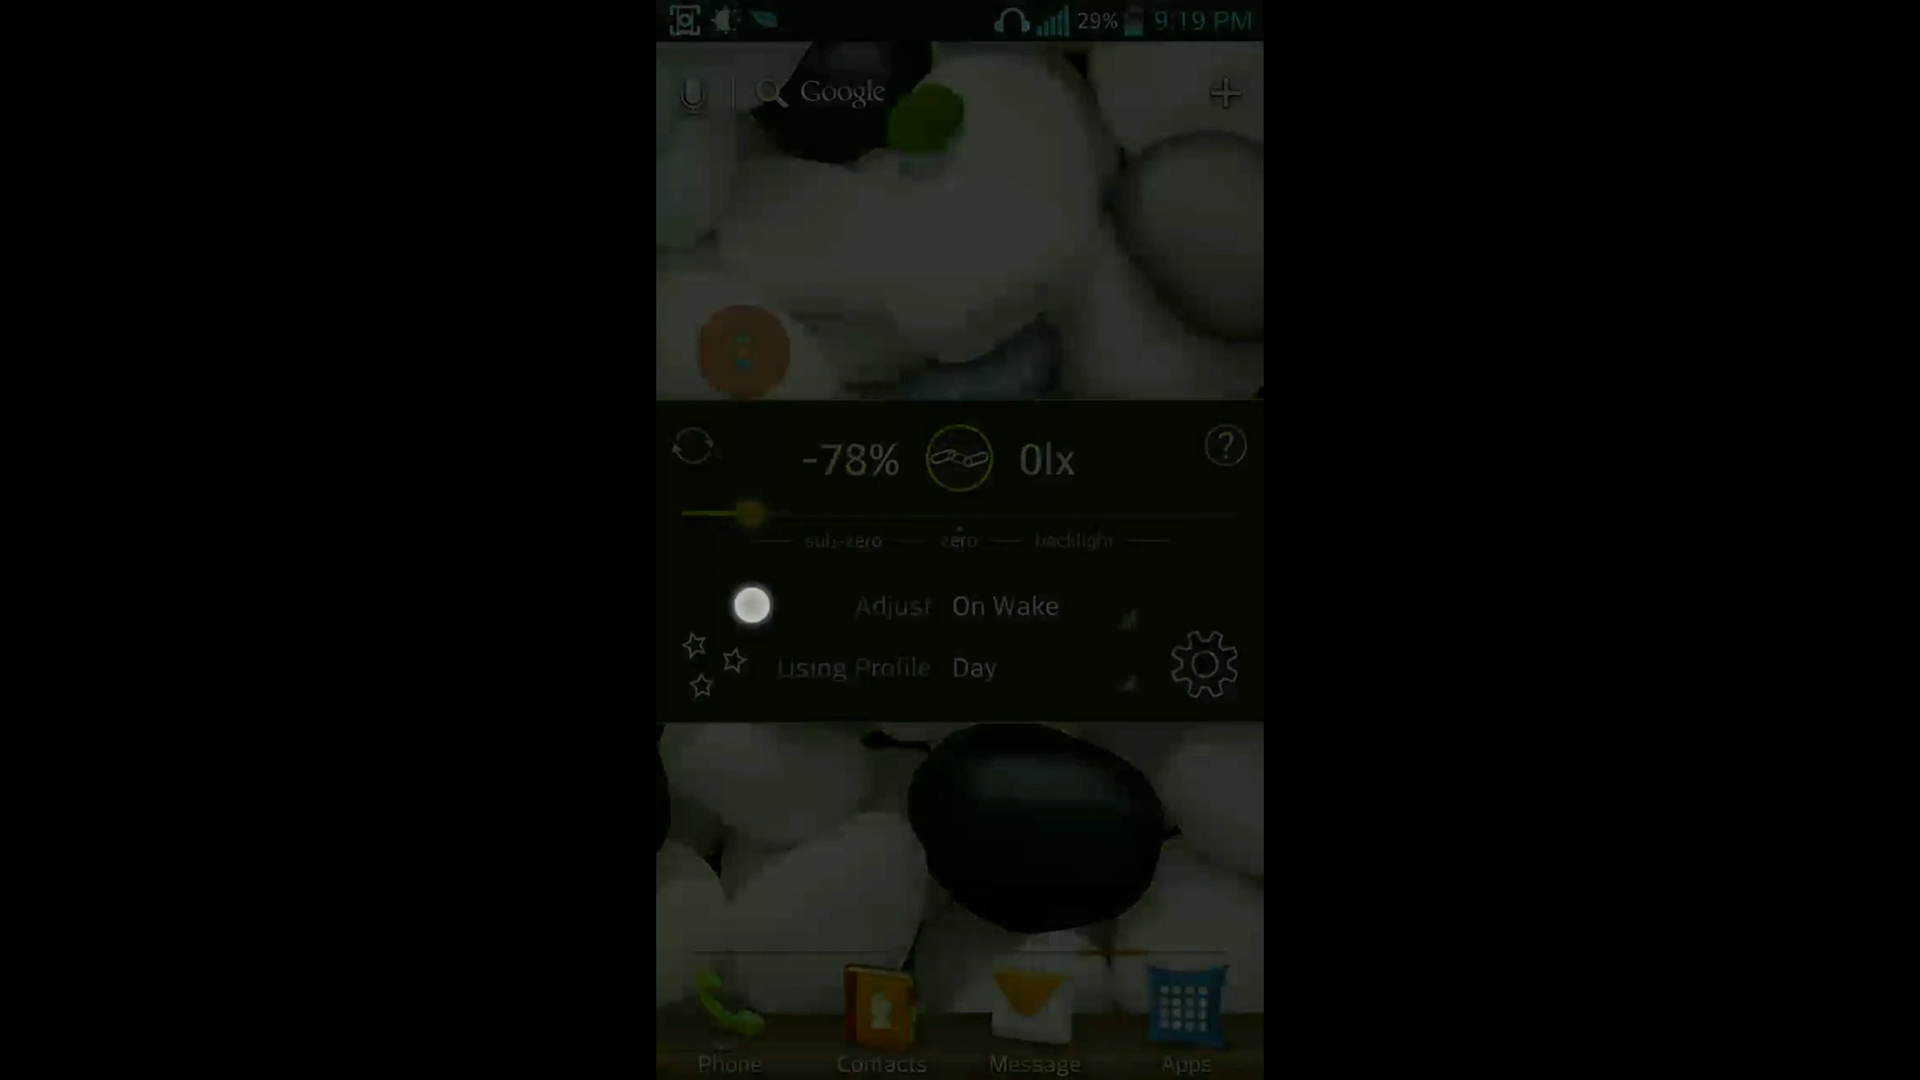 29% 9:19 PM
Google
-78% 0lx
?
sub-zero zero backlight
Adjust On Wake
Using Profile Day
Phone Contacts Message Apps